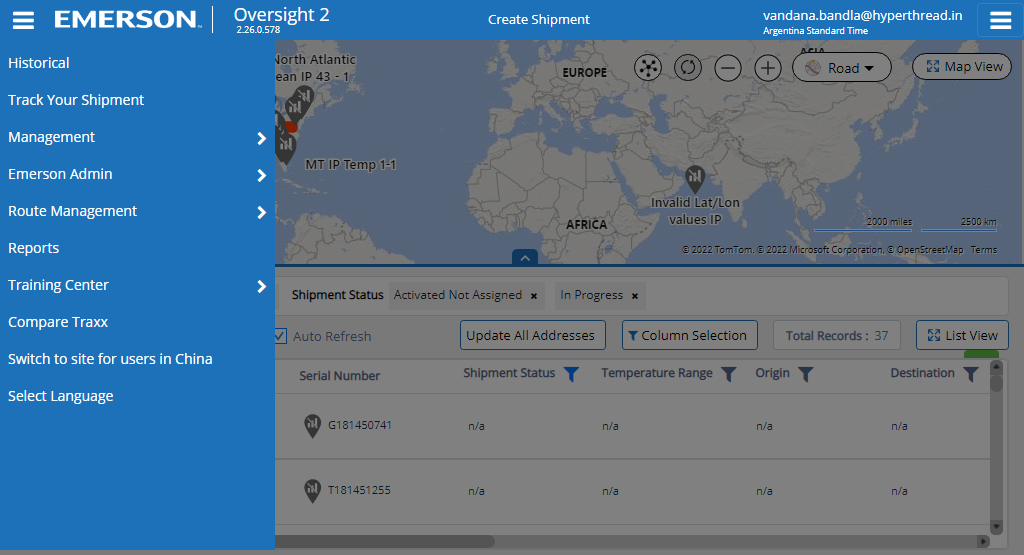 EMERSON
Oversight 2
2.26.0.578
Create Shipment
vandana.bandla@hyperthread.in
Argentina Standard Time
Historical
Track Your Shipment
Management
Emerson Admin
Route Management
Reports
Training Center
Compare Traxx
Switch to site for users in China
Select Language
North Atlantic
ean IP 43 - 1
MT IP Temp 1-1
EUROPE
ASIA
Road
Map View
Invalid Lat/Lon
values IP
AFRICA
2000 miles
2500 km
© 2022 TomTom, © 2022 Microsoft Corporation, © OpenStreetMap Terms
Shipment Status
Activated Not Assigned ×
In Progress ×
Auto Refresh
Update All Addresses
Column Selection
Total Records : 37
List View
Serial Number
Shipment Status
Temperature Range
Origin
Destination
G181450741 n/a n/a n/a n/a
T181451255 n/a n/a n/a n/a